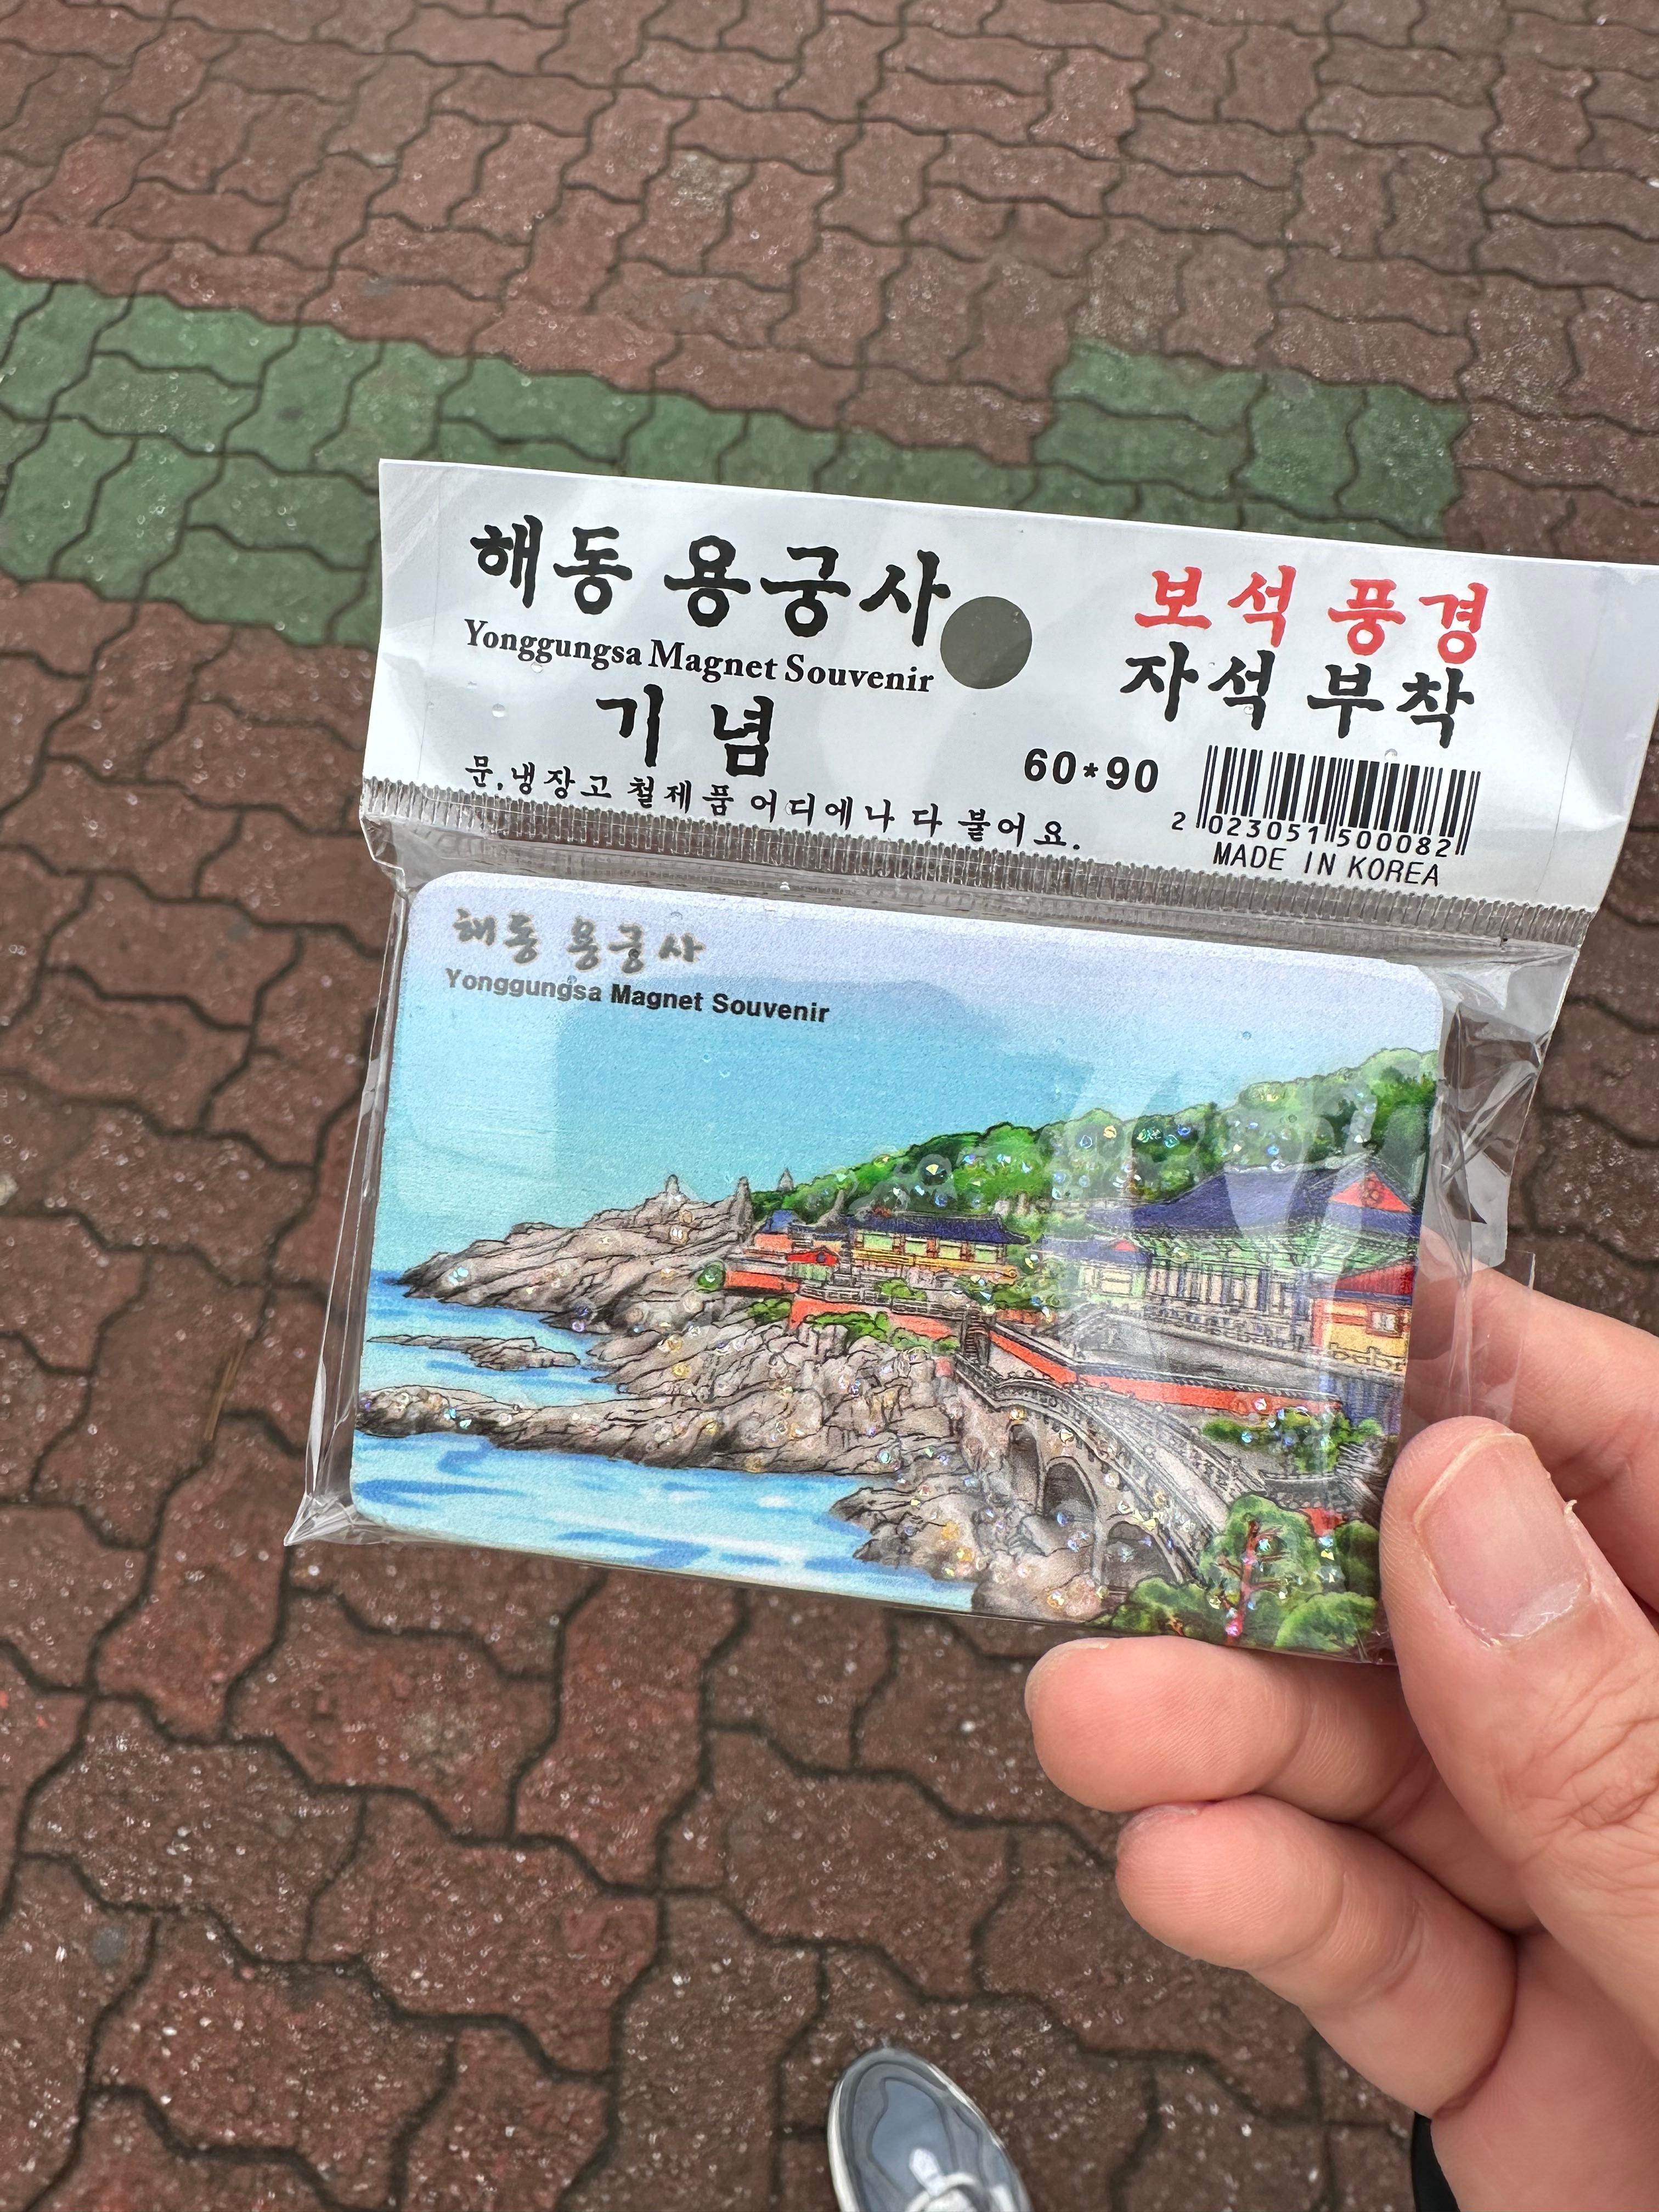 해동 용궁사
Yonggungsa Magnet Souvenir
기념
문,냉장고 철제품 어디에나 다 붙어요.
보석 풍경
자석 부착
60*90
2 023051 500082
MADE IN KOREA
해동 용궁사
Yonggungsa Magnet Souvenir